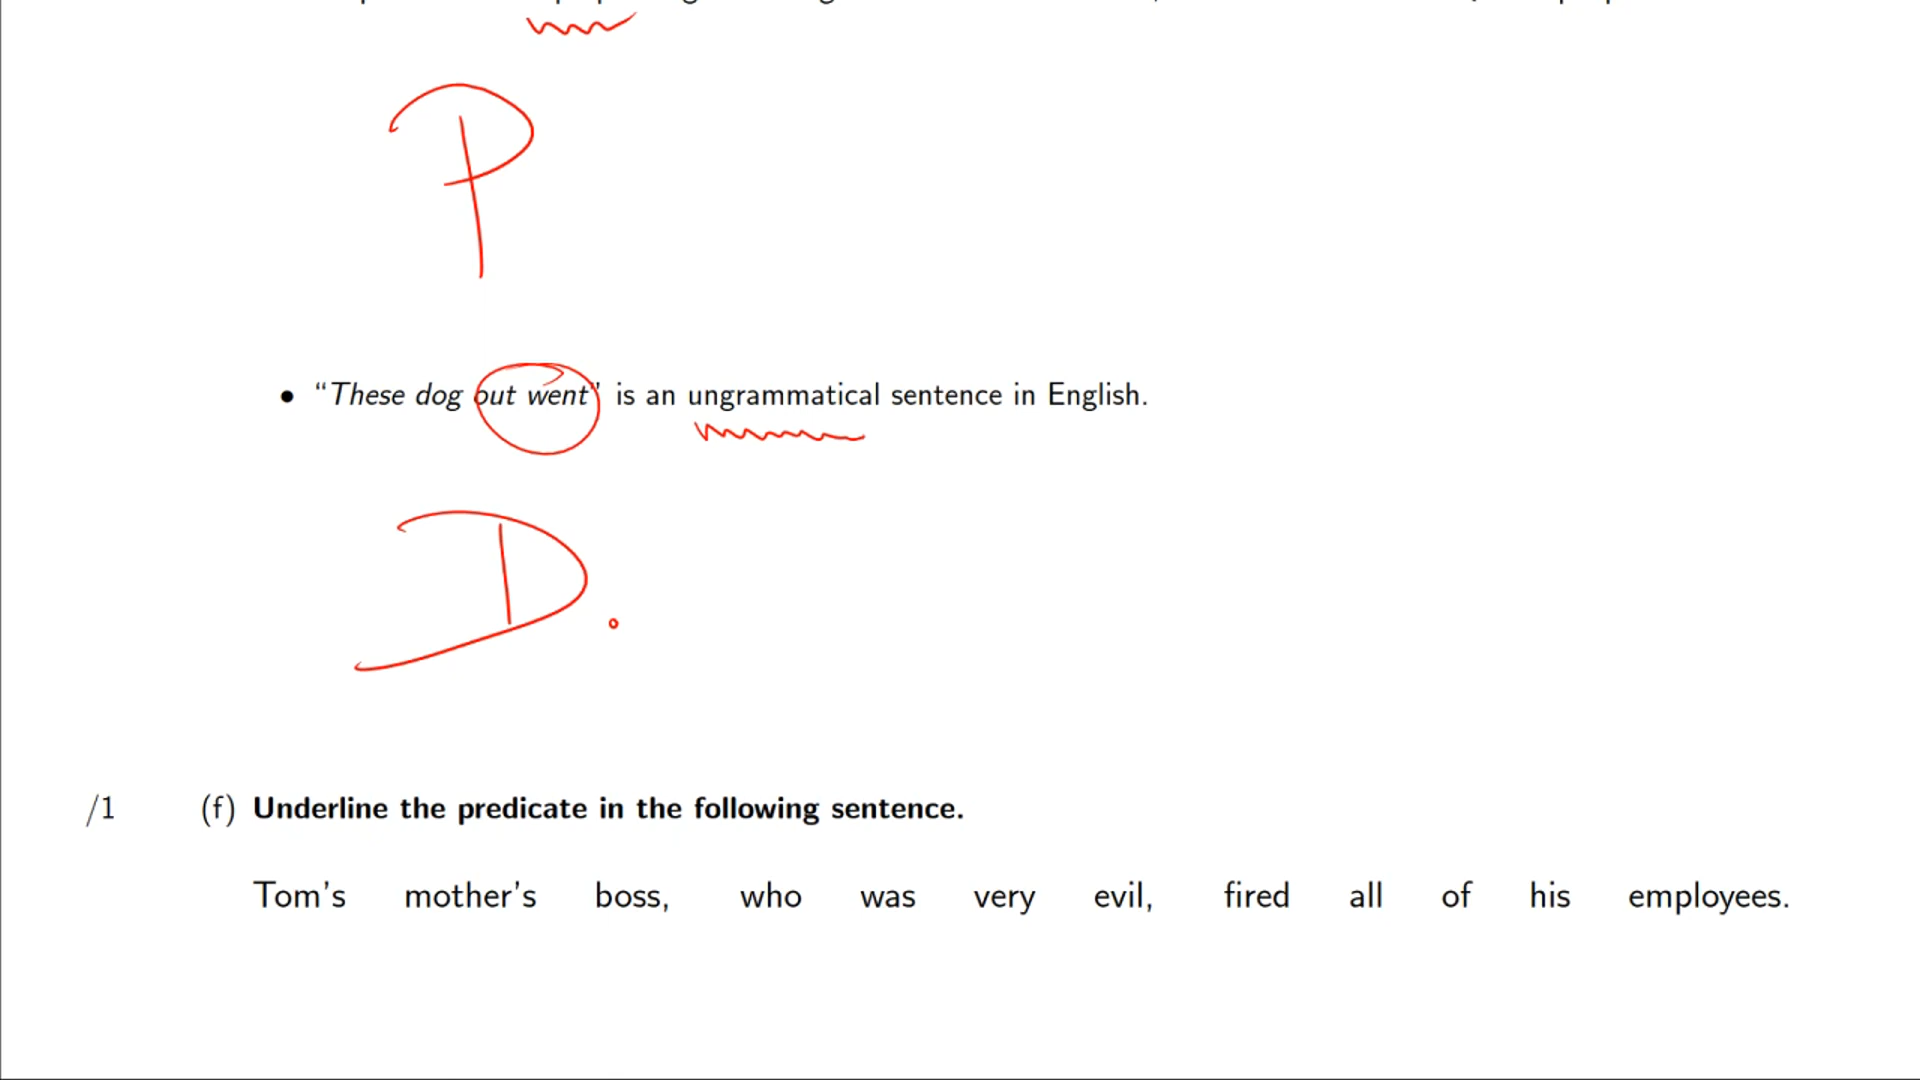 P
• “These dog out went” is an ungrammatical sentence in English.
D.
/1 (f) Underline the predicate in the following sentence.
Tom’s mother’s boss, who was very evil, fired all of his employees.